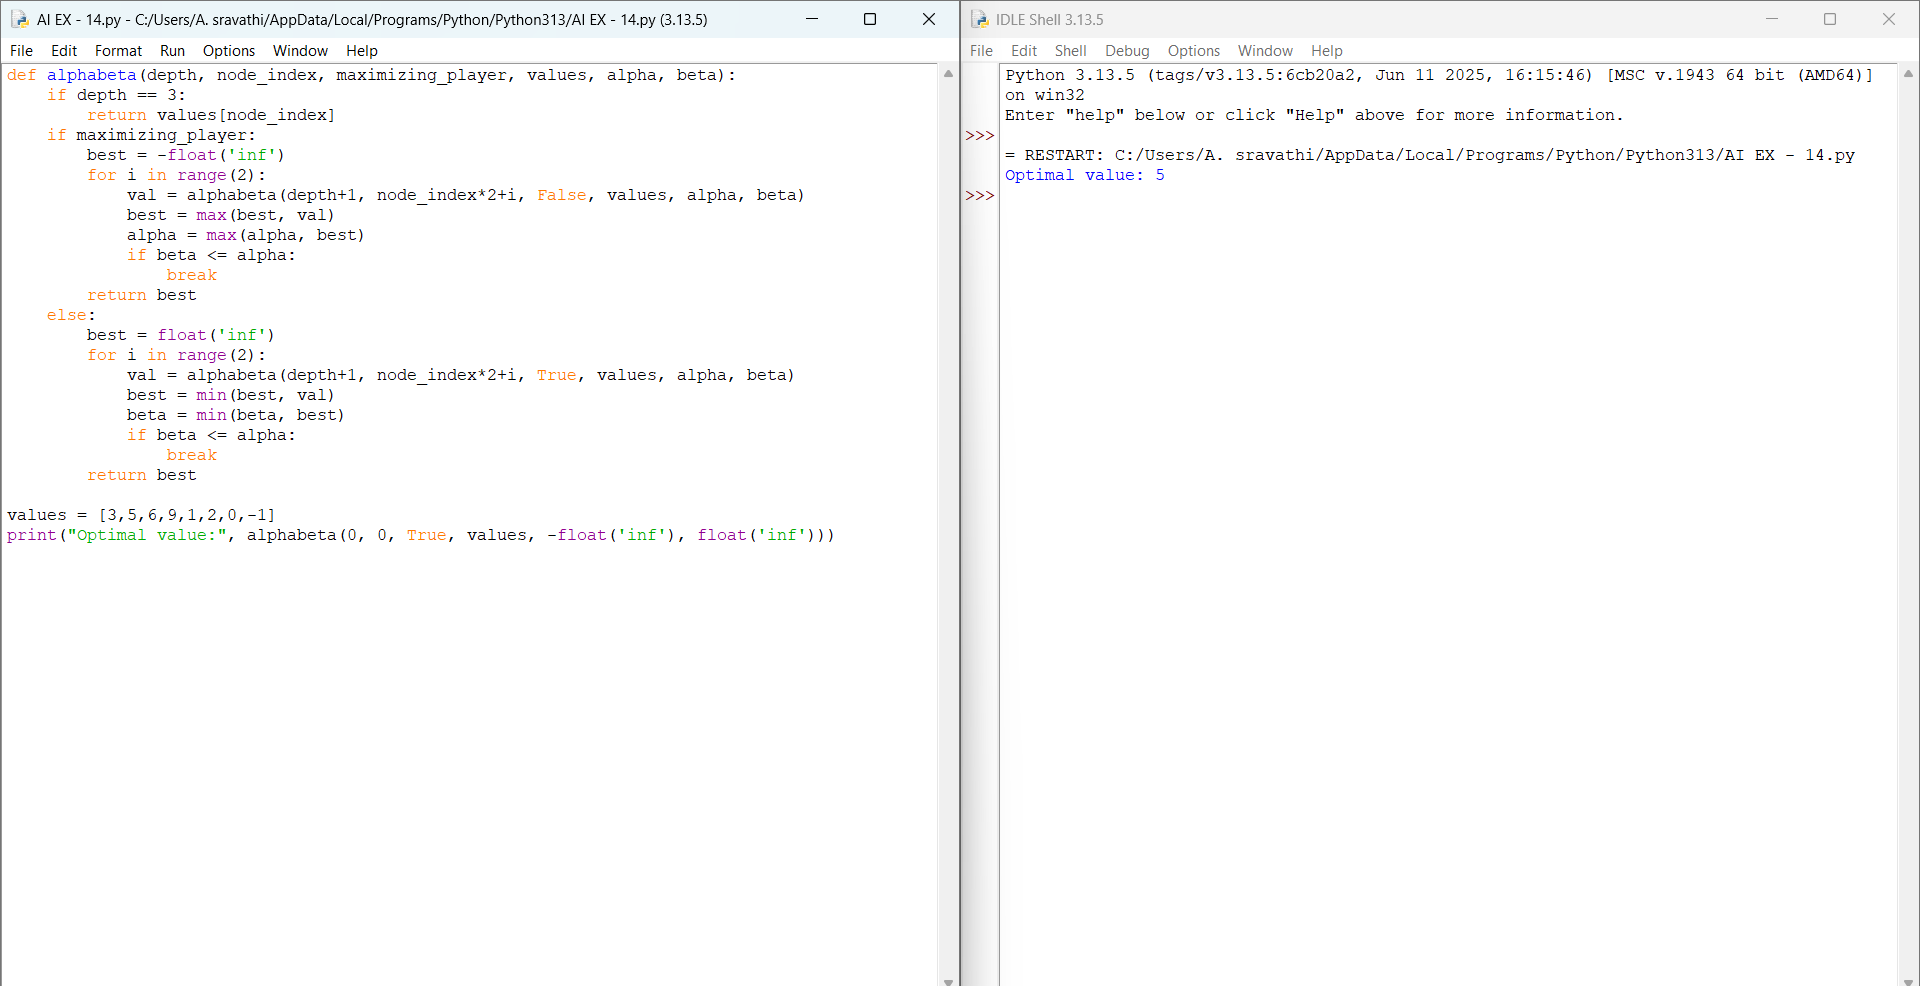 AI EX - 14.py - C:/Users/A. sravathi/AppData/Local/Programs/Python/Python313/AI EX - 14.py (3.13.5)
File Edit Format Run Options Window Help
def alphabeta(depth, node_index, maximizing_player, values, alpha, beta):
    if depth == 3:
        return values[node_index]
    if maximizing_player:
        best = -float('inf')
        for i in range(2):
            val = alphabeta(depth+1, node_index*2+i, False, values, alpha, beta)
            best = max(best, val)
            alpha = max(alpha, best)
            if beta <= alpha:
                break
        return best
    else:
        best = float('inf')
        for i in range(2):
            val = alphabeta(depth+1, node_index*2+i, True, values, alpha, beta)
            best = min(best, val)
            beta = min(beta, best)
            if beta <= alpha:
                break
        return best
values = [3,5,6,9,1,2,0,-1]
print("Optimal value:", alphabeta(0, 0, True, values, -float('inf'), float('inf')))
IDLE Shell 3.13.5
File Edit Shell Debug Options Window Help
Python 3.13.5 (tags/v3.13.5:6cb20a2, Jun 11 2025, 16:15:46) [MSC v.1943 64 bit (AMD64)]
on win32
Enter "help" below or click "Help" above for more information.
>>>
= RESTART: C:/Users/A. sravathi/AppData/Local/Programs/Python/Python313/AI EX - 14.py
Optimal value: 5
>>>